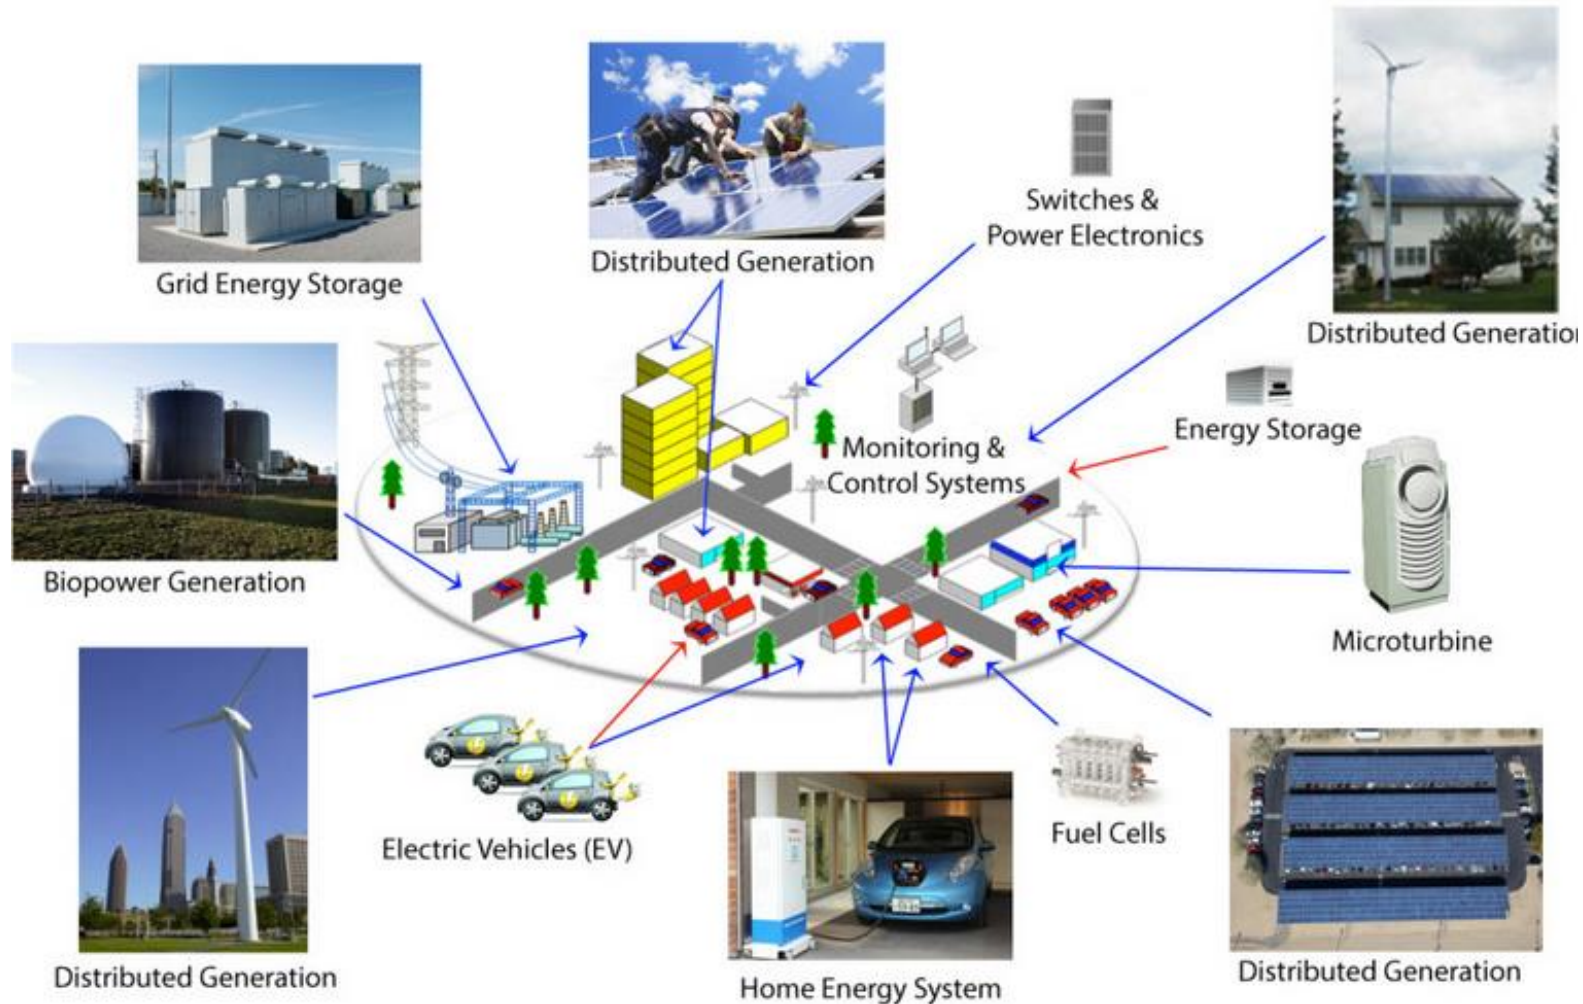 Switches &
Power Electronics
Distributed Generation
Grid Energy Storage
Distributed Generation
Energy Storage
Monitoring &
Control Systems
Biopower Generation
Microturbine
Electric Vehicles (EV)
Fuel Cells
Distributed Generation
Home Energy System
Distributed Generation